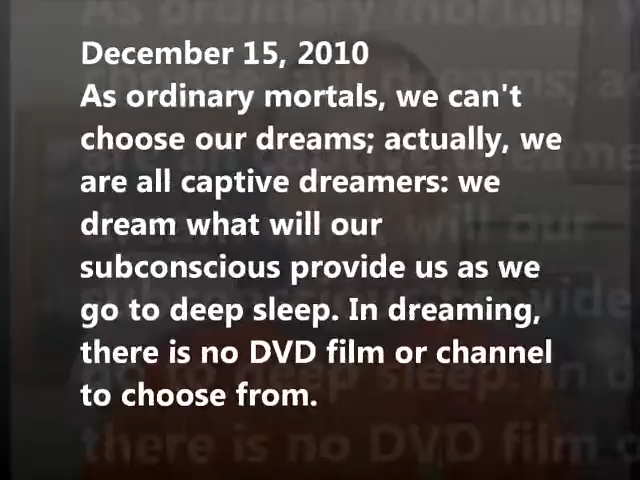 December 15, 2010
As ordinary mortals, we can't
choose our dreams; actually, we
are all captive dreamers: we
dream what will our
subconscious provide us as we
go to deep sleep. In dreaming,
there is no DVD film or channel
to choose from.